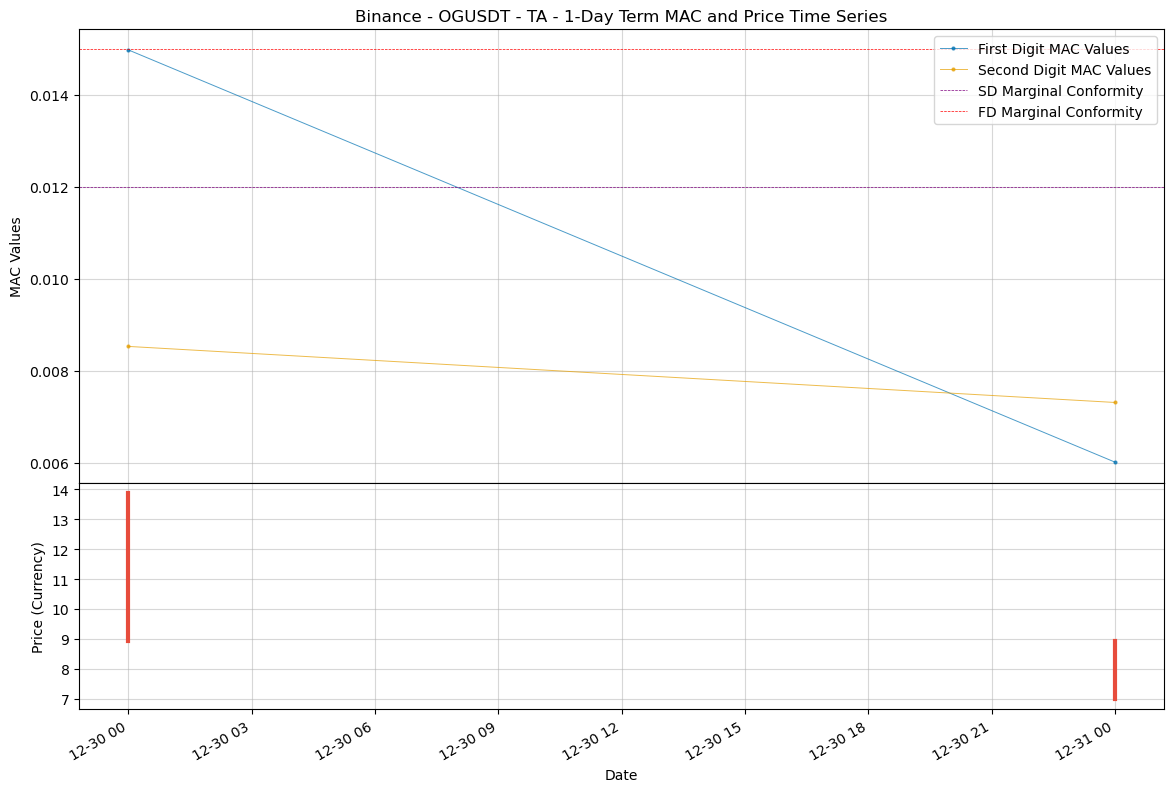 Binance - OGUSDT - TA - 1-Day Term MAC and Price Time Series
First Digit MAC Values
Second Digit MAC Values
SD Marginal Conformity
FD Marginal Conformity
MAC Values
0.014
0.012
0.010
0.008
0.006
Price (Currency)
14
13
12
11
10
9
8
7
12-30 00
12-30 03
12-30 06
12-30 09
12-30 12
12-30 15
12-30 18
12-30 21
12-31 00
Date